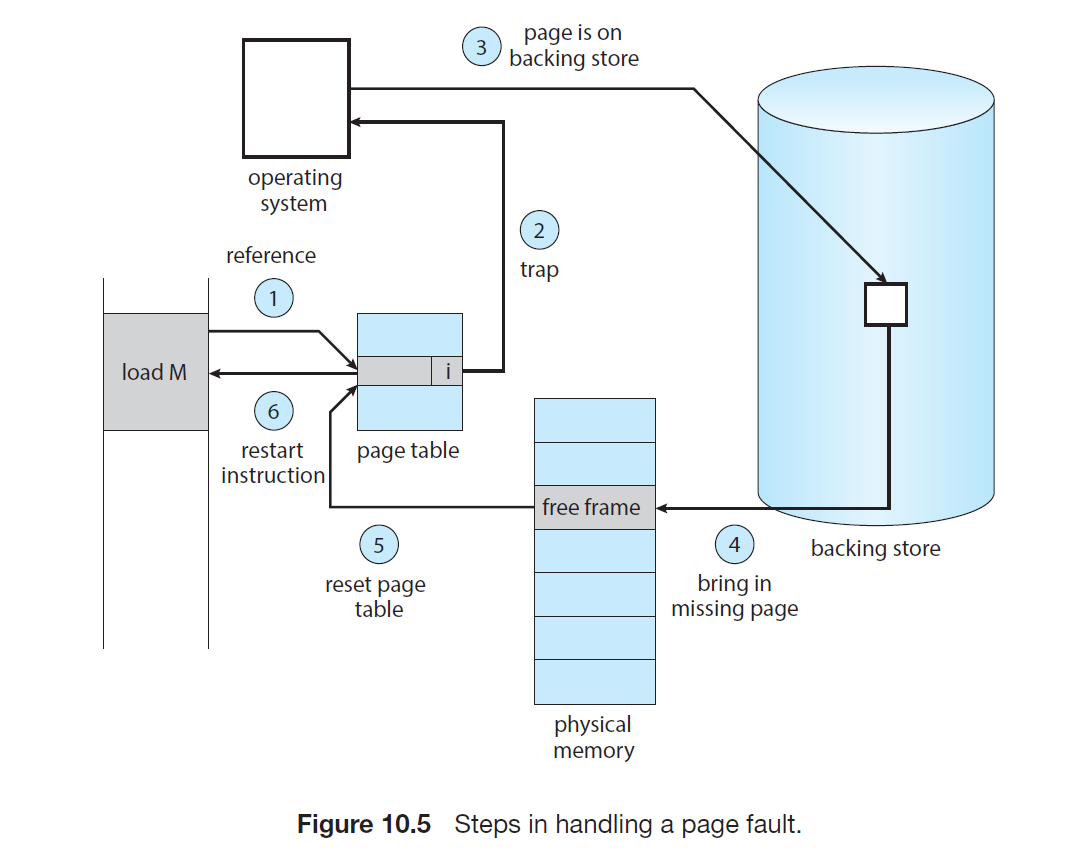 3
page is on
backing store
operating
system
2
trap
reference
1
load M
i
6
restart
instruction
page table
free frame
5
reset page
table
4
bring in
missing page
backing store
physical
memory
Figure 10.5 Steps in handling a page fault.